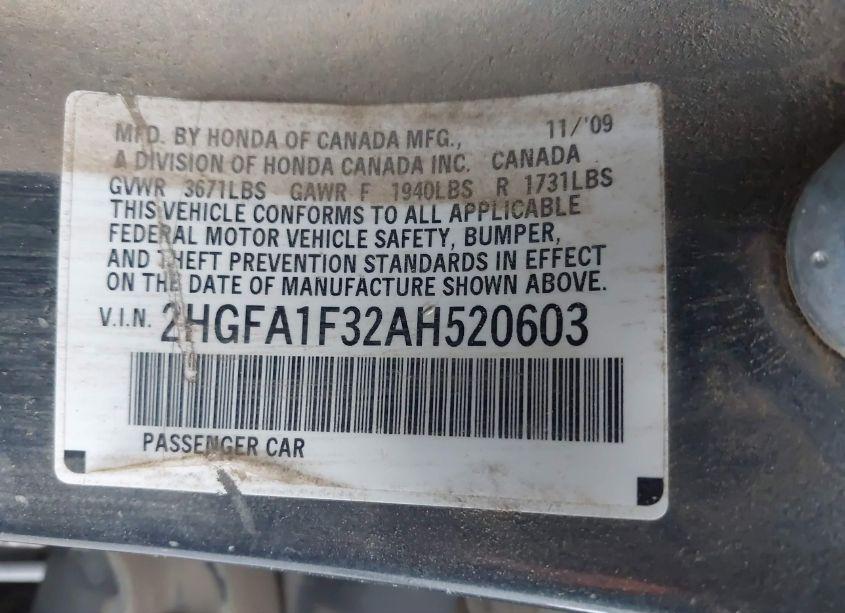 MFD. BY HONDA OF CANADA MFG., 11/'09
A DIVISION OF HONDA CANADA INC. CANADA
GVWR 3671LBS GAWR F 1940LBS R 1731LBS
THIS VEHICLE CONFORMS TO ALL APPLICABLE
FEDERAL MOTOR VEHICLE SAFETY, BUMPER,
AND THEFT PREVENTION STANDARDS IN EFFECT
ON THE DATE OF MANUFACTURE SHOWN ABOVE.
V.I.N. 2HGFA1F32AH520603
PASSENGER CAR